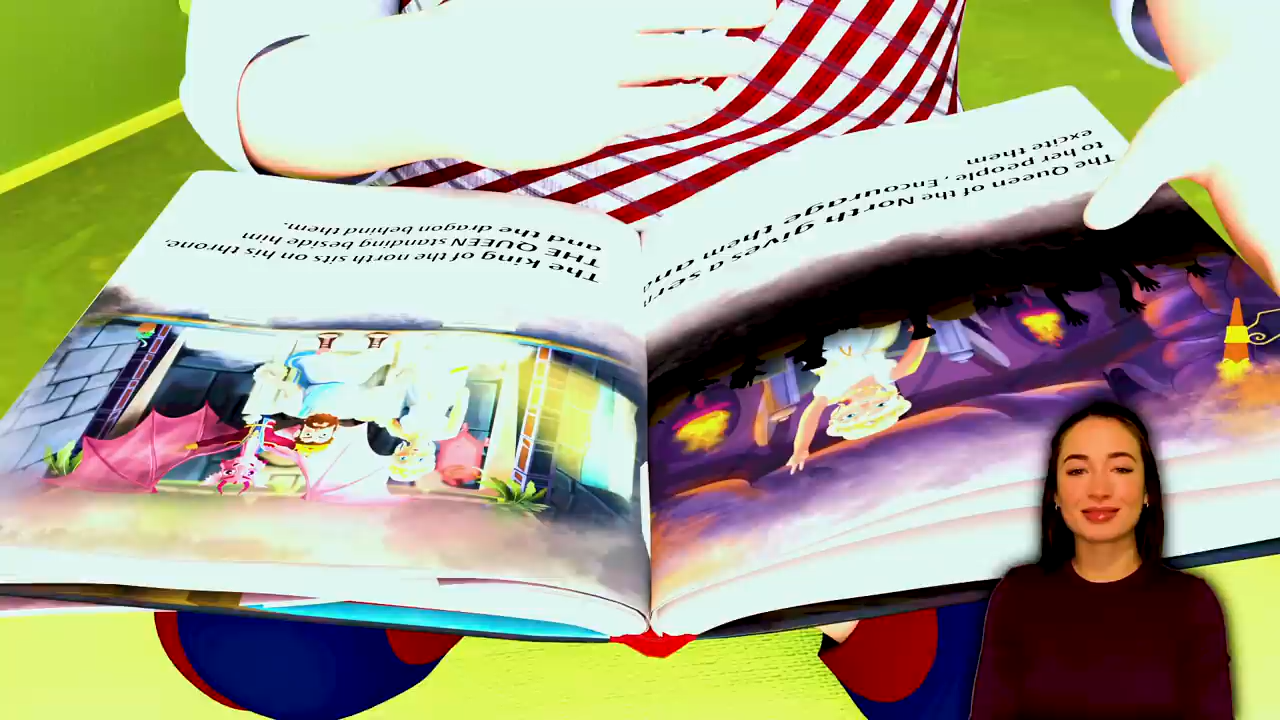 The king of the north sits on his throne,
THE QUEEN standing beside him
and the dragon behind them.
The Queen of the North gives a
to her people. Encourage them and
excite them